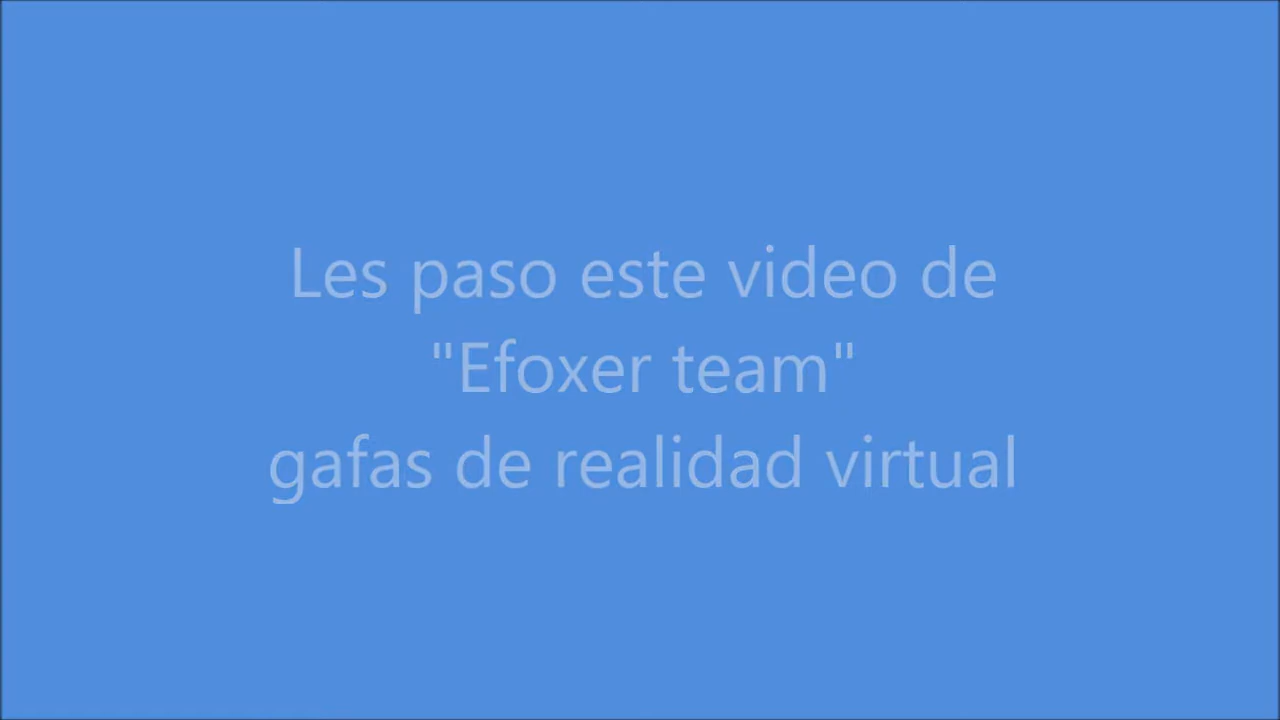 Les paso este video de
"Efoxer team"
gafas de realidad virtual